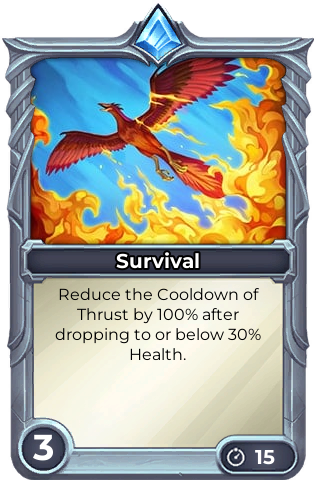 Survival
Reduce the Cooldown of
Thrust by 100% after
dropping to or below 30%
Health.
3
15